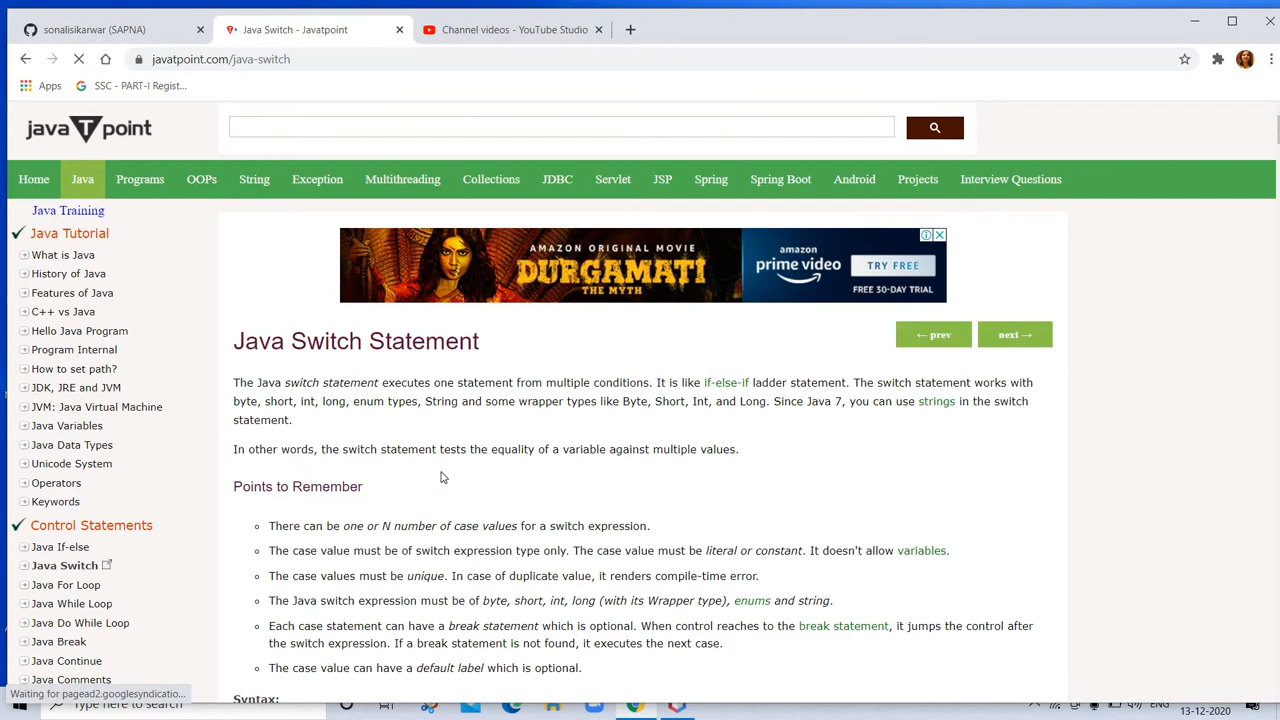 sonalisikarwar (SAPNA)
Java Switch - Javatpoint
Channel videos - YouTube Studio
javatpoint.com/java-switch
Apps
SSC - PART-I Regist...
java T point
Home
Java
Programs
OOPs
String
Exception
Multithreading
Collections
JDBC
Servlet
JSP
Spring
Spring Boot
Android
Projects
Interview Questions
Java Training
Java Tutorial
What is Java
History of Java
Features of Java
C++ vs Java
Hello Java Program
Program Internal
How to set path?
JDK, JRE and JVM
JVM: Java Virtual Machine
Java Variables
Java Data Types
Unicode System
Operators
Keywords
Control Statements
Java If-else
Java Switch
Java For Loop
Java While Loop
Java Do While Loop
Java Break
Java Continue
Java Comments
AMAZON ORIGINAL MOVIE
DURGAMATI
THE MYTH
amazon
prime video
TRY FREE
FREE 30-DAY TRIAL
Java Switch Statement
← prev
next →
The Java switch statement executes one statement from multiple conditions. It is like if-else-if ladder statement. The switch statement works with
byte, short, int, long, enum types, String and some wrapper types like Byte, Short, Int, and Long. Since Java 7, you can use strings in the switch
statement.
In other words, the switch statement tests the equality of a variable against multiple values.
Points to Remember
There can be one or N number of case values for a switch expression.
The case value must be of switch expression type only. The case value must be literal or constant. It doesn't allow variables.
The case values must be unique. In case of duplicate value, it renders compile-time error.
The Java switch expression must be of byte, short, int, long (with its Wrapper type), enums and string.
Each case statement can have a break statement which is optional. When control reaches to the break statement, it jumps the control after
the switch expression. If a break statement is not found, it executes the next case.
The case value can have a default label which is optional.
Syntax:
Waiting for pagead2.googlesyndicatio...
Type here to search
ENG
13-12-2020